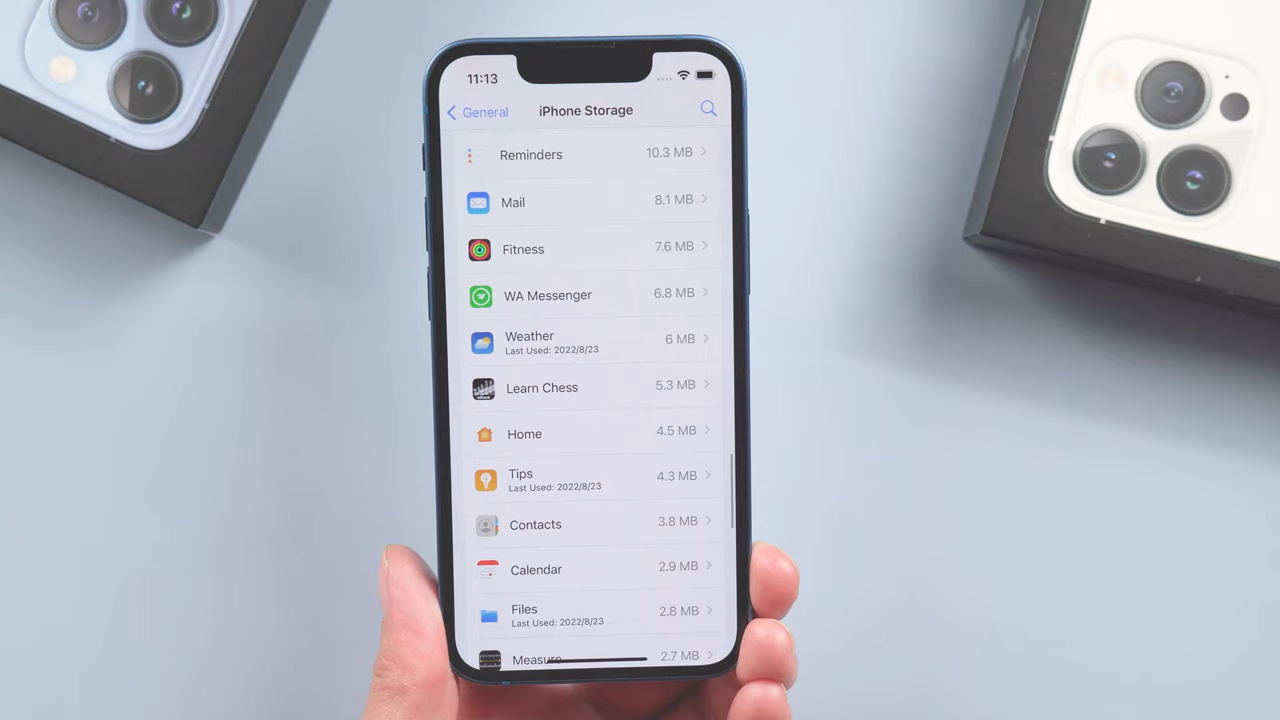 11:13
General
iPhone Storage
Reminders 10.3 MB
Mail 8.1 MB
Fitness 7.6 MB
WA Messenger 6.8 MB
Weather 6 MB
Last Used: 2022/8/23
Learn Chess 5.3 MB
Home 4.5 MB
Tips 4.3 MB
Last Used: 2022/8/23
Contacts 3.8 MB
Calendar 2.9 MB
Files 2.8 MB
Last Used: 2022/8/23
Measure 2.7 MB